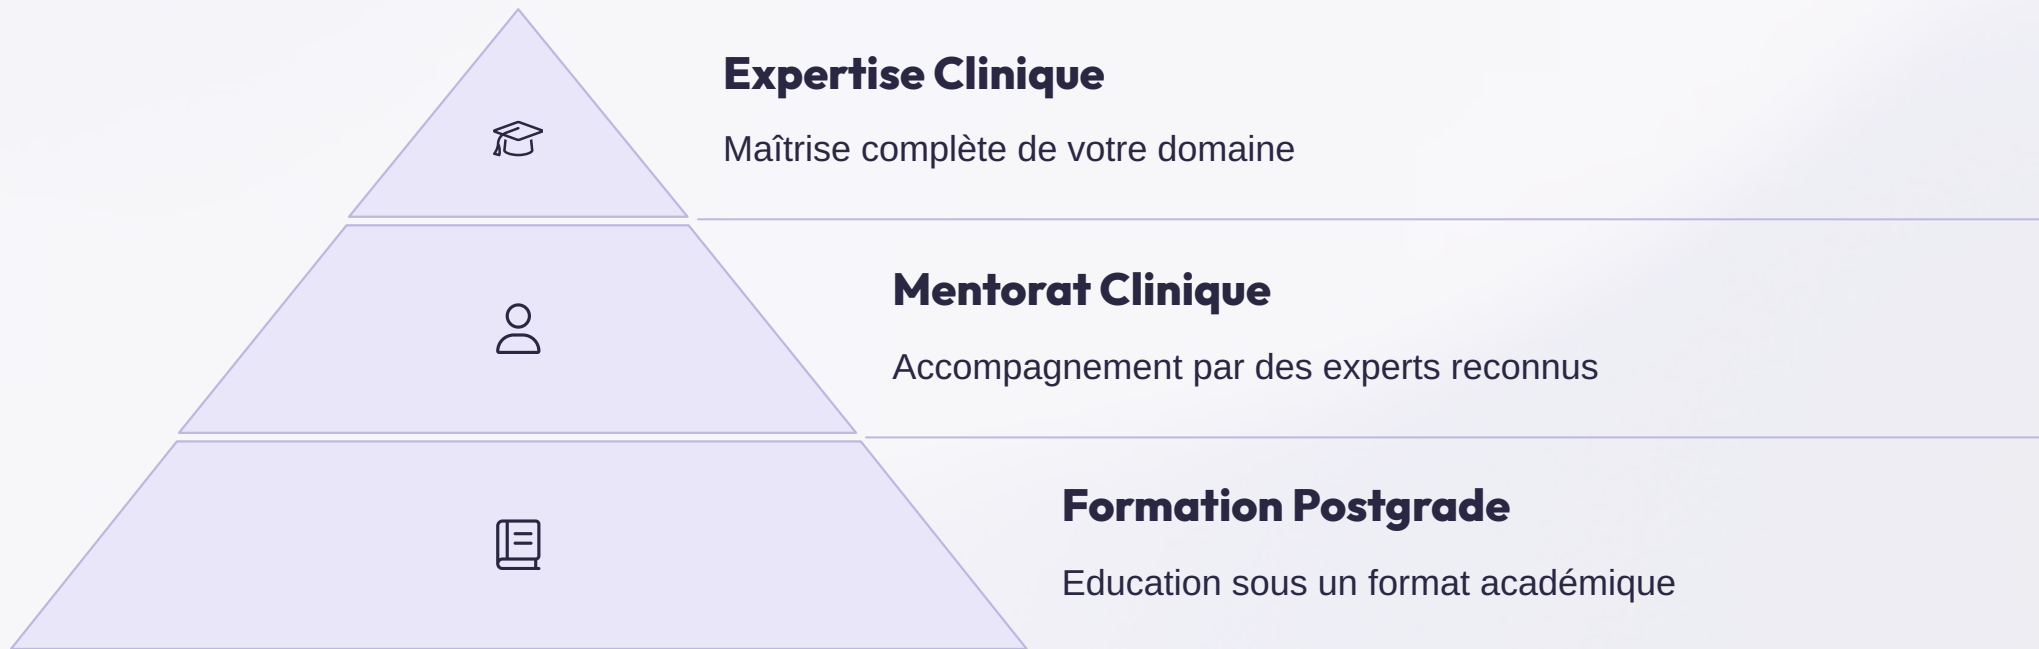 Expertise Clinique
Maîtrise complète de votre domaine
Mentorat Clinique
Accompagnement par des experts reconnus
Formation Postgrade
Education sous un format académique